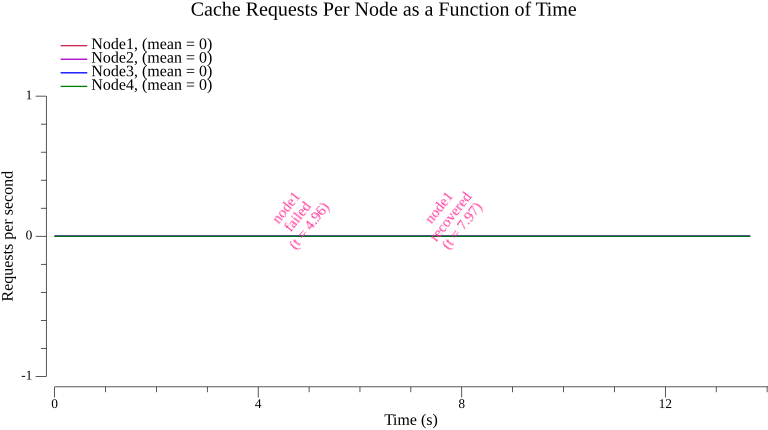 Cache Requests Per Node as a Function of Time
Node1, (mean = 0)
Node2, (mean = 0)
Node3, (mean = 0)
Node4, (mean = 0)
1
0
-1
Requests per second
node1
failed
(t = 4.96)
node1
recovered
(t = 7.97)
0
4
8
12
Time (s)